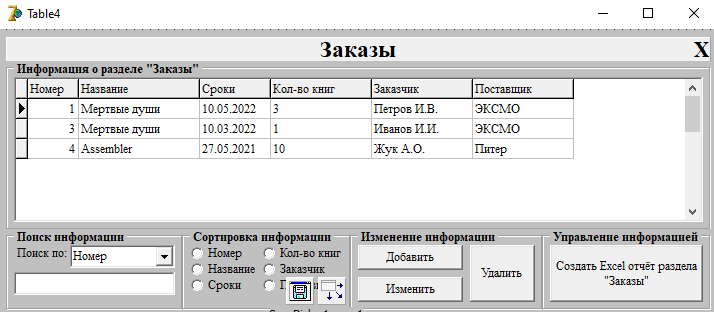 Table4
Заказы X
Информация о разделе "Заказы"
Номер Название Сроки Кол-во книг Заказчик Поставщик
1 Мертвые души 10.05.2022 3 Петров И.В. ЭКСМО
3 Мертвые души 10.03.2022 1 Иванов И.И. ЭКСМО
4 Assembler 27.05.2021 10 Жук А.О. Питер
Поиск информации
Поиск по: Номер
Сортировка информации
Номер Кол-во книг
Название Заказчик
Сроки
Изменение информации
Добавить
Изменить
Удалить
Управление информацией
Создать Excel отчёт раздела
"Заказы"